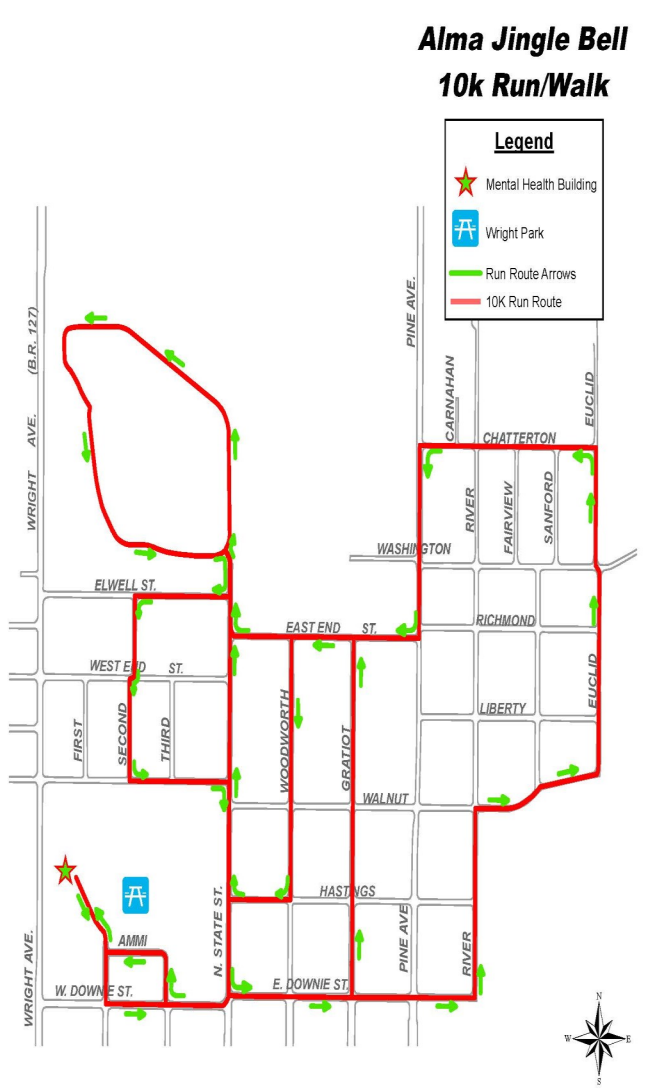 Alma Jingle Bell
10k Run/Walk
Legend
Mental Health Building
Wright Park
Run Route Arrows
10K Run Route
WRIGHT AVE. (B.R. 127)
PINE AVE.
CARNAHAN
EUCLID
CHATTERTON
RIVER
FAIRVIEW
SANFORD
WASHINGTON
ELWELL ST.
EAST END ST.
RICHMOND
WEST END ST.
FIRST
SECOND
THIRD
WOODWORTH
GRATIOT
LIBERTY
EUCLID
WALNUT
HASTINGS
N. STATE ST.
PINE AVE
RIVER
AMMI
W. DOWNIE ST.
E. DOWNIE ST.
WRIGHT AVE.
N
W
E
S